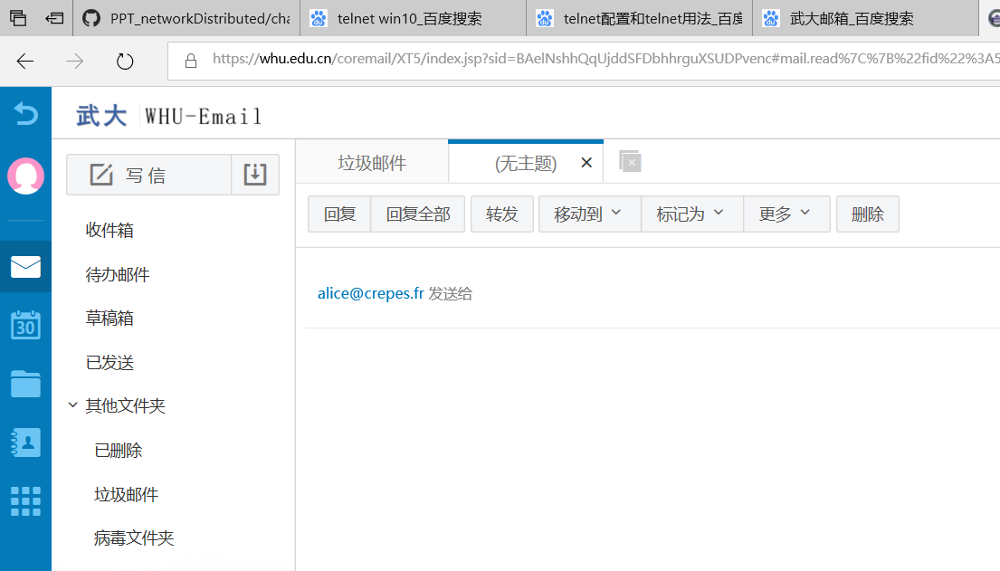 PPT_networkDistributed/cha
telnet win10_百度搜索
telnet配置和telnet用法_百度
武大邮箱_百度搜索
https://whu.edu.cn/coremail/XT5/index.jsp?sid=BAelNshhQqUjddSFDbhhrguXSUDPvenc#mail.read%7C%7B%22fid%22%3A5
武大 WHU-Email
写 信
垃圾邮件
(无主题)
回复
回复全部
转发
移动到
标记为
更多
删除
收件箱
待办邮件
草稿箱
已发送
其他文件夹
已删除
垃圾邮件
病毒文件夹
30
alice@crepes.fr 发送给